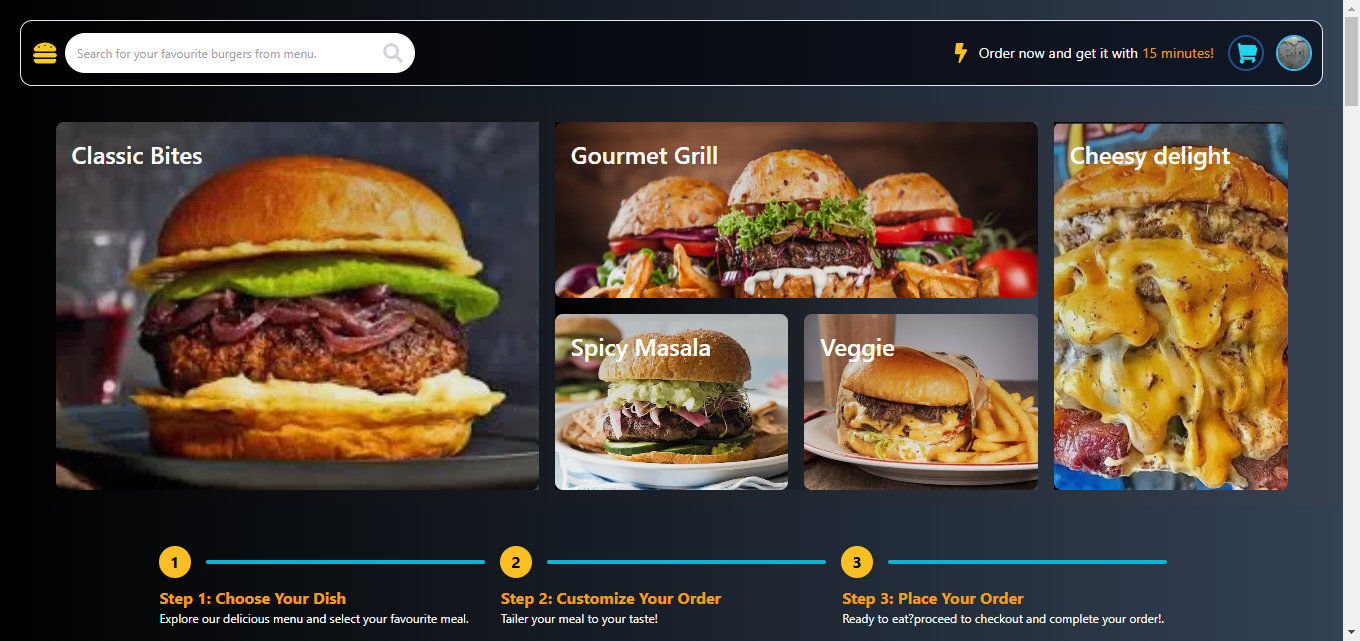 Search for your favourite burgers from menu.
Order now and get it with 15 minutes!
Classic Bites
Gourmet Grill
Cheesy delight
Spicy Masala
Veggie
1
2
3
Step 1: Choose Your Dish
Explore our delicious menu and select your favourite meal.
Step 2: Customize Your Order
Tailer your meal to your taste!
Step 3: Place Your Order
Ready to eat?proceed to checkout and complete your order!.